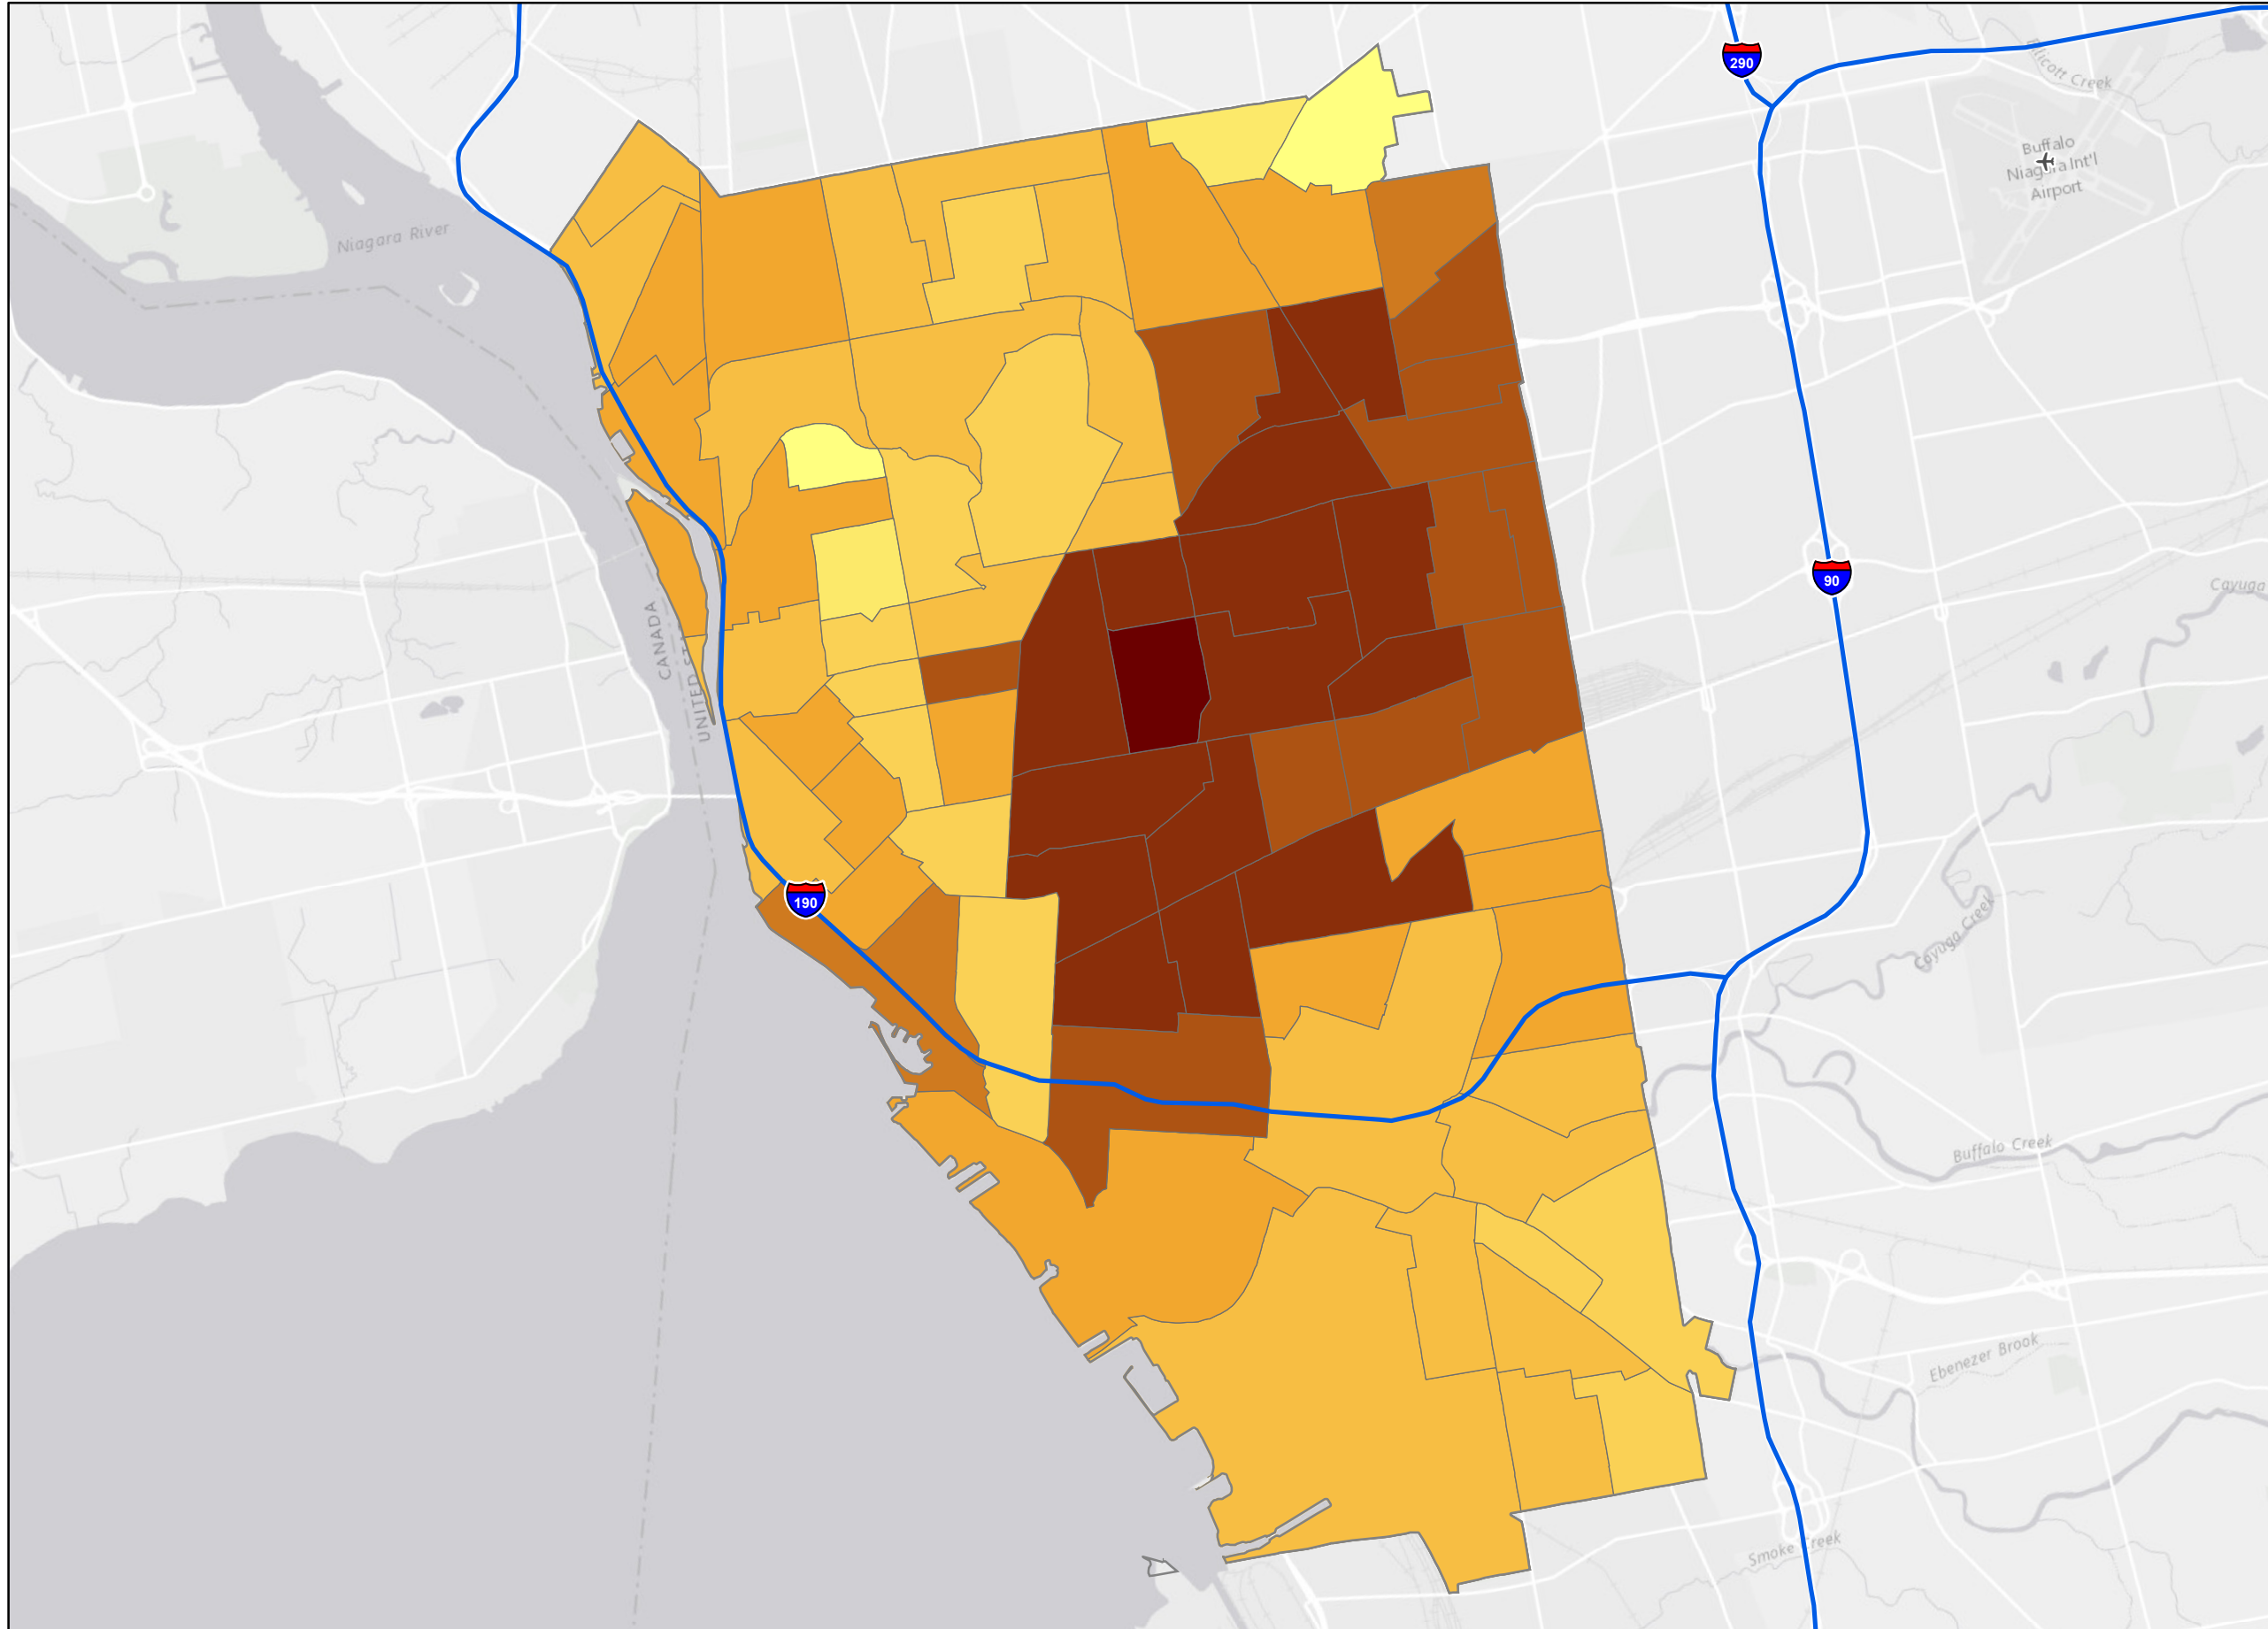 290
Ellicott Creek
Buffalo
Niagara Int'l
Airport
Niagara River
90
Cayuga
CANADA
UNITED ST
190
Cayuga Creek
Buffalo Creek
Ebenezer Brook
Smoke Creek